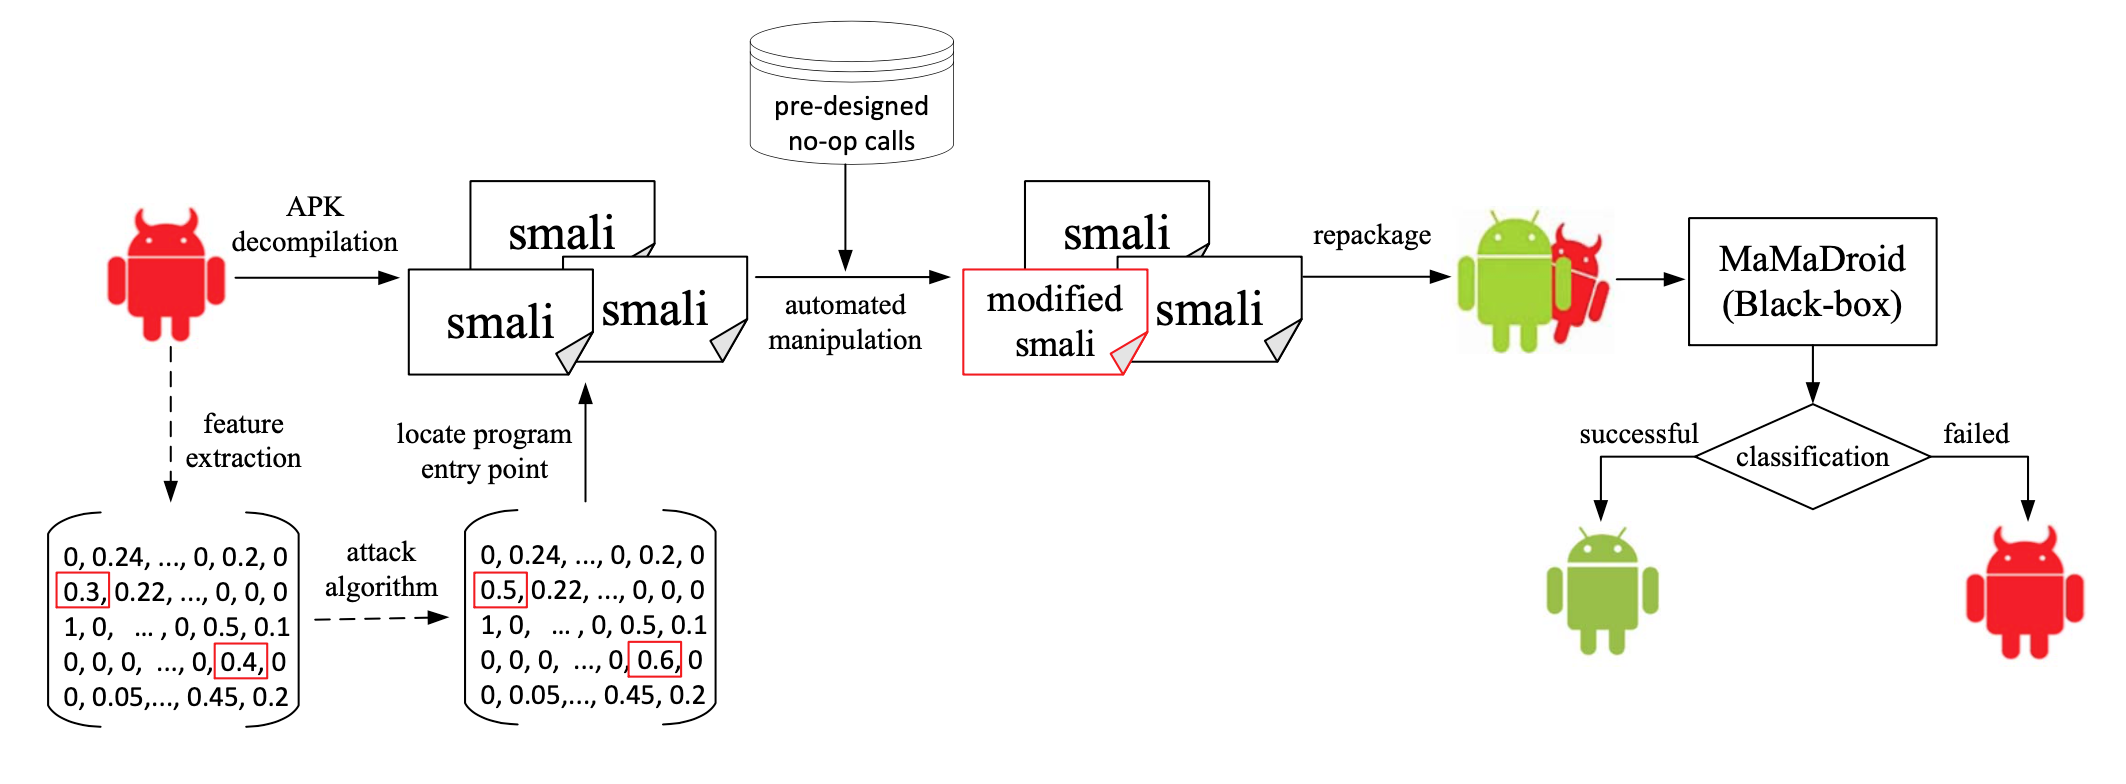 pre-designed
no-op calls
APK
decompilation
smali
smali
smali
automated
manipulation
smali
modified
smali
smali
repackage
MaMaDroid
(Black-box)
successful
classification
failed
feature
extraction
locate program
entry point
0, 0.24, ..., 0, 0.2, 0
0.3, 0.22, ..., 0, 0, 0
1, 0, ... , 0, 0.5, 0.1
0, 0, 0, ..., 0, 0.4, 0
0, 0.05,..., 0.45, 0.2
attack
algorithm
0, 0.24, ..., 0, 0.2, 0
0.5, 0.22, ..., 0, 0, 0
1, 0, ... , 0, 0.5, 0.1
0, 0, 0, ..., 0, 0.6, 0
0, 0.05,..., 0.45, 0.2